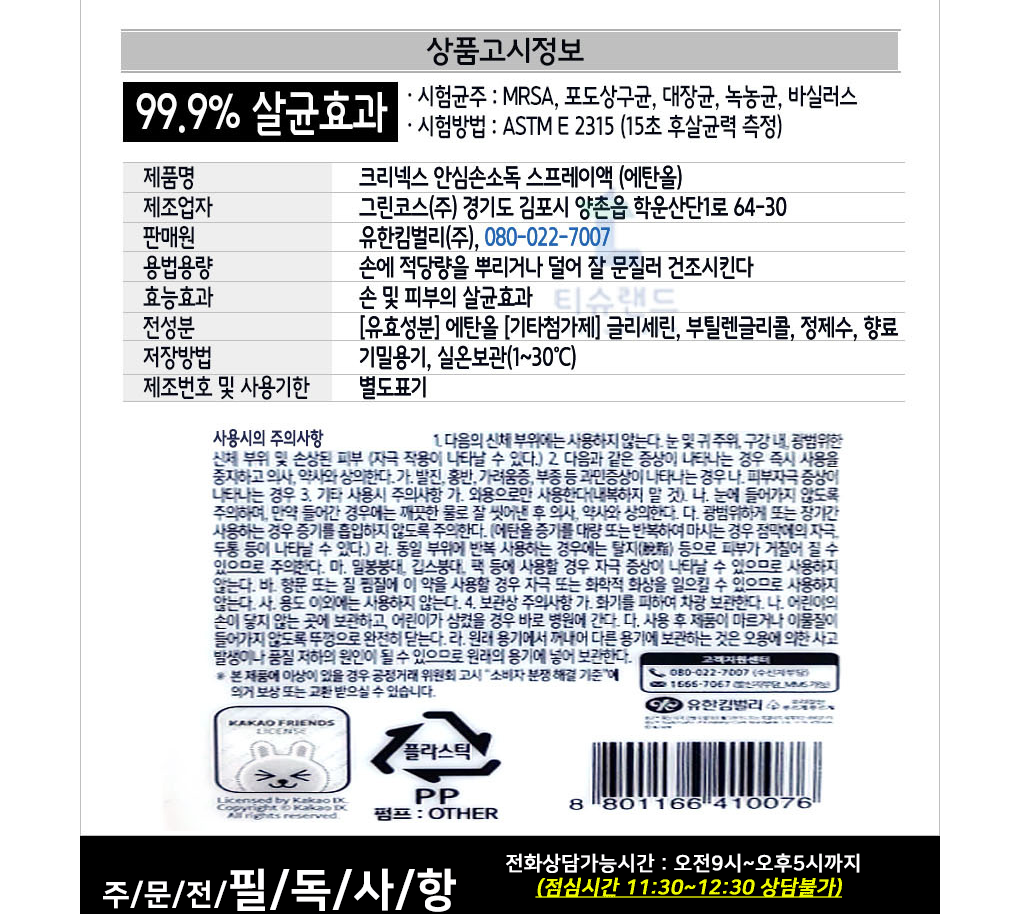 상품고시정보
99.9% 살균효과
· 시험균주 : MRSA, 포도상구균, 대장균, 녹농균, 바실러스
· 시험방법 : ASTM E 2315 (15초 후살균력 측정)
제품명 크리넥스 안심손소독 스프레이액 (에탄올)
제조업자 그린코스(주) 경기도 김포시 양촌읍 학운산단1로 64-30
판매원 유한킴벌리(주), 080-022-7007
용법용량 손에 적당량을 뿌리거나 덜어 잘 문질러 건조시킨다
효능효과 손 및 피부의 살균효과
티슈랜드
전성분 [유효성분] 에탄올 [기타첨가제] 글리세린, 부틸렌글리콜, 정제수, 향료
저장방법 기밀용기, 실온보관(1~30℃)
제조번호 및 사용기한 별도표기
사용시의 주의사항 1. 다음의 신체 부위에는 사용하지 않는다. 눈 및 귀 주위, 구강 내, 광범위한
신체 부위 및 손상된 피부 (자극 작용이 나타날 수 있다.) 2. 다음과 같은 증상이 나타나는 경우 즉시 사용을
중지하고 의사, 약사와 상의한다. 가. 발진, 홍반, 가려움증, 부종 등 과민증상이 나타나는 경우 나. 피부자극 증상이
나타나는 경우 3. 기타 사용시 주의사항 가. 외용으로만 사용한다(내복하지 말 것). 나. 눈에 들어가지 않도록
주의하며, 만약 들어간 경우에는 깨끗한 물로 잘 씻어낸 후 의사, 약사와 상의한다. 다. 광범위하게 또는 장기간
사용하는 경우 증기를 흡입하지 않도록 주의한다. (에탄올 증기를 대량 또는 반복하여 마시는 경우 점막에의 자극,
두통 등이 나타날 수 있다.) 라. 동일 부위에 반복 사용하는 경우에는 탈지(脫脂) 등으로 피부가 거칠어 질 수
있으므로 주의한다. 마. 밀봉붕대, 깁스붕대, 팩 등에 사용할 경우 자극 증상이 나타날 수 있으므로 사용하지
않는다. 바. 항문 또는 질 찜질에 이 약을 사용할 경우 자극 또는 화학적 화상을 일으킬 수 있으므로 사용하지
않는다. 사. 용도 이외에는 사용하지 않는다. 4. 보관상 주의사항 가. 화기를 피하여 차광 보관한다. 나. 어린이의
손이 닿지 않는 곳에 보관하고, 어린이가 삼켰을 경우 바로 병원에 간다. 다. 사용 후 제품이 마르거나 이물질이
들어가지 않도록 뚜껑으로 완전히 닫는다. 라. 원래 용기에서 꺼내어 다른 용기에 보관하는 것은 오용에 의한 사고
발생이나 품질 저하의 원인이 될 수 있으므로 원래의 용기에 넣어 보관한다.
※ 본 제품에 이상이 있을 경우 공정거래 위원회 고시 "소비자 분쟁 해결 기준"에
의거 보상 또는 교환 받으실 수 있습니다.
고객지원센터
080-022-7007 (수신자부담)
1666-7067 (발신자부담, MMS 가능)
유한킴벌리
우리강산 푸르게푸르게
KAKAO FRIENDS
LICENSE
Licensed by Kakao IX.
Copyright © Kakao IX.
All rights reserved.
플라스틱
PP
펌프 : OTHER
8 801166 410076
주/문/전/필/독/사/항
전화상담가능시간 : 오전9시~오후5시까지
(점심시간 11:30~12:30 상담불가)